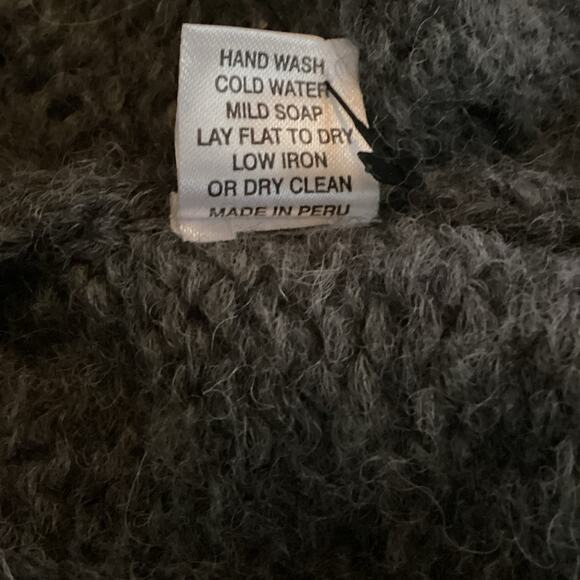 HAND WASH
COLD WATER
MILD SOAP
LAY FLAT TO DRY
LOW IRON
OR DRY CLEAN
MADE IN PERU